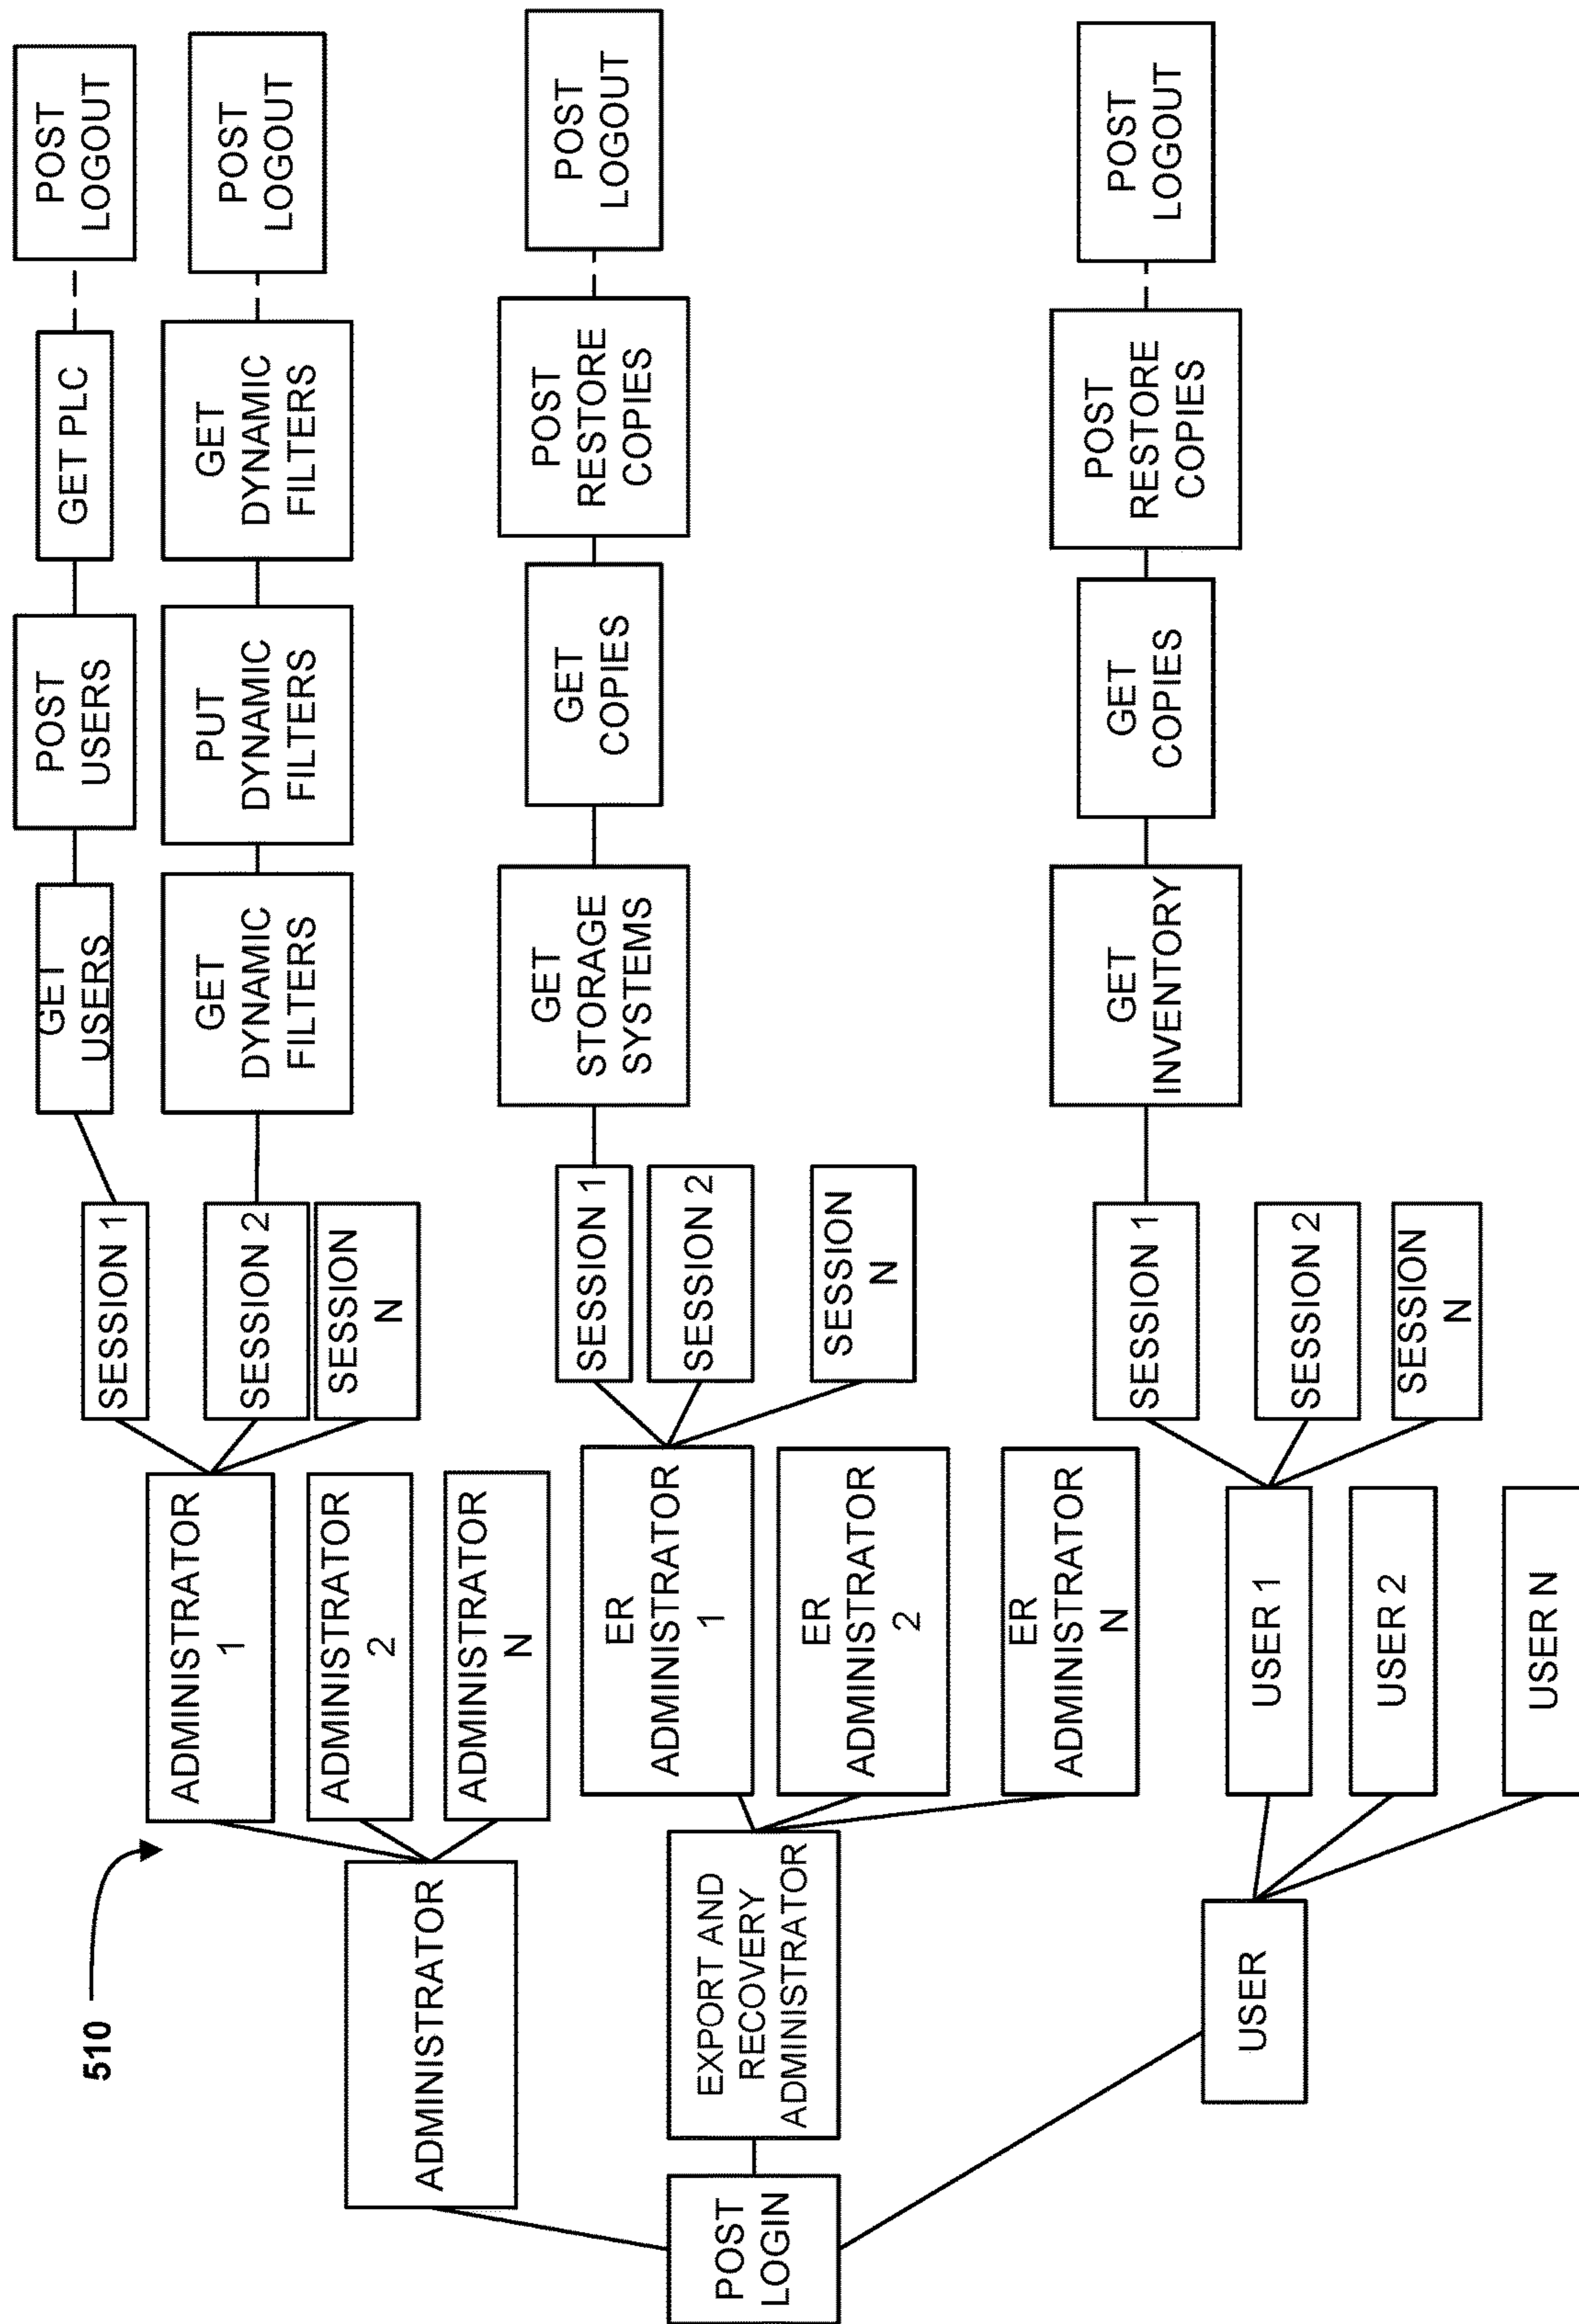 510
POST
LOGIN
ADMINISTRATOR
EXPORT AND
RECOVERY
ADMINISTRATOR
USER
ADMINISTRATOR
1
ADMINISTRATOR
2
ADMINISTRATOR
N
ER
ADMINISTRATOR
1
ER
ADMINISTRATOR
2
ER
ADMINISTRATOR
N
USER 1
USER 2
USER N
SESSION 1
SESSION 2
SESSION
N
SESSION 1
SESSION 2
SESSION
N
SESSION 1
SESSION 2
SESSION
N
GET
USERS
POST
USERS
GET PLC
POST
LOGOUT
GET
DYNAMIC
FILTERS
PUT
DYNAMIC
FILTERS
GET
DYNAMIC
FILTERS
POST
LOGOUT
GET
STORAGE
SYSTEMS
GET
COPIES
POST
RESTORE
COPIES
POST
LOGOUT
GET
INVENTORY
GET
COPIES
POST
RESTORE
COPIES
POST
LOGOUT